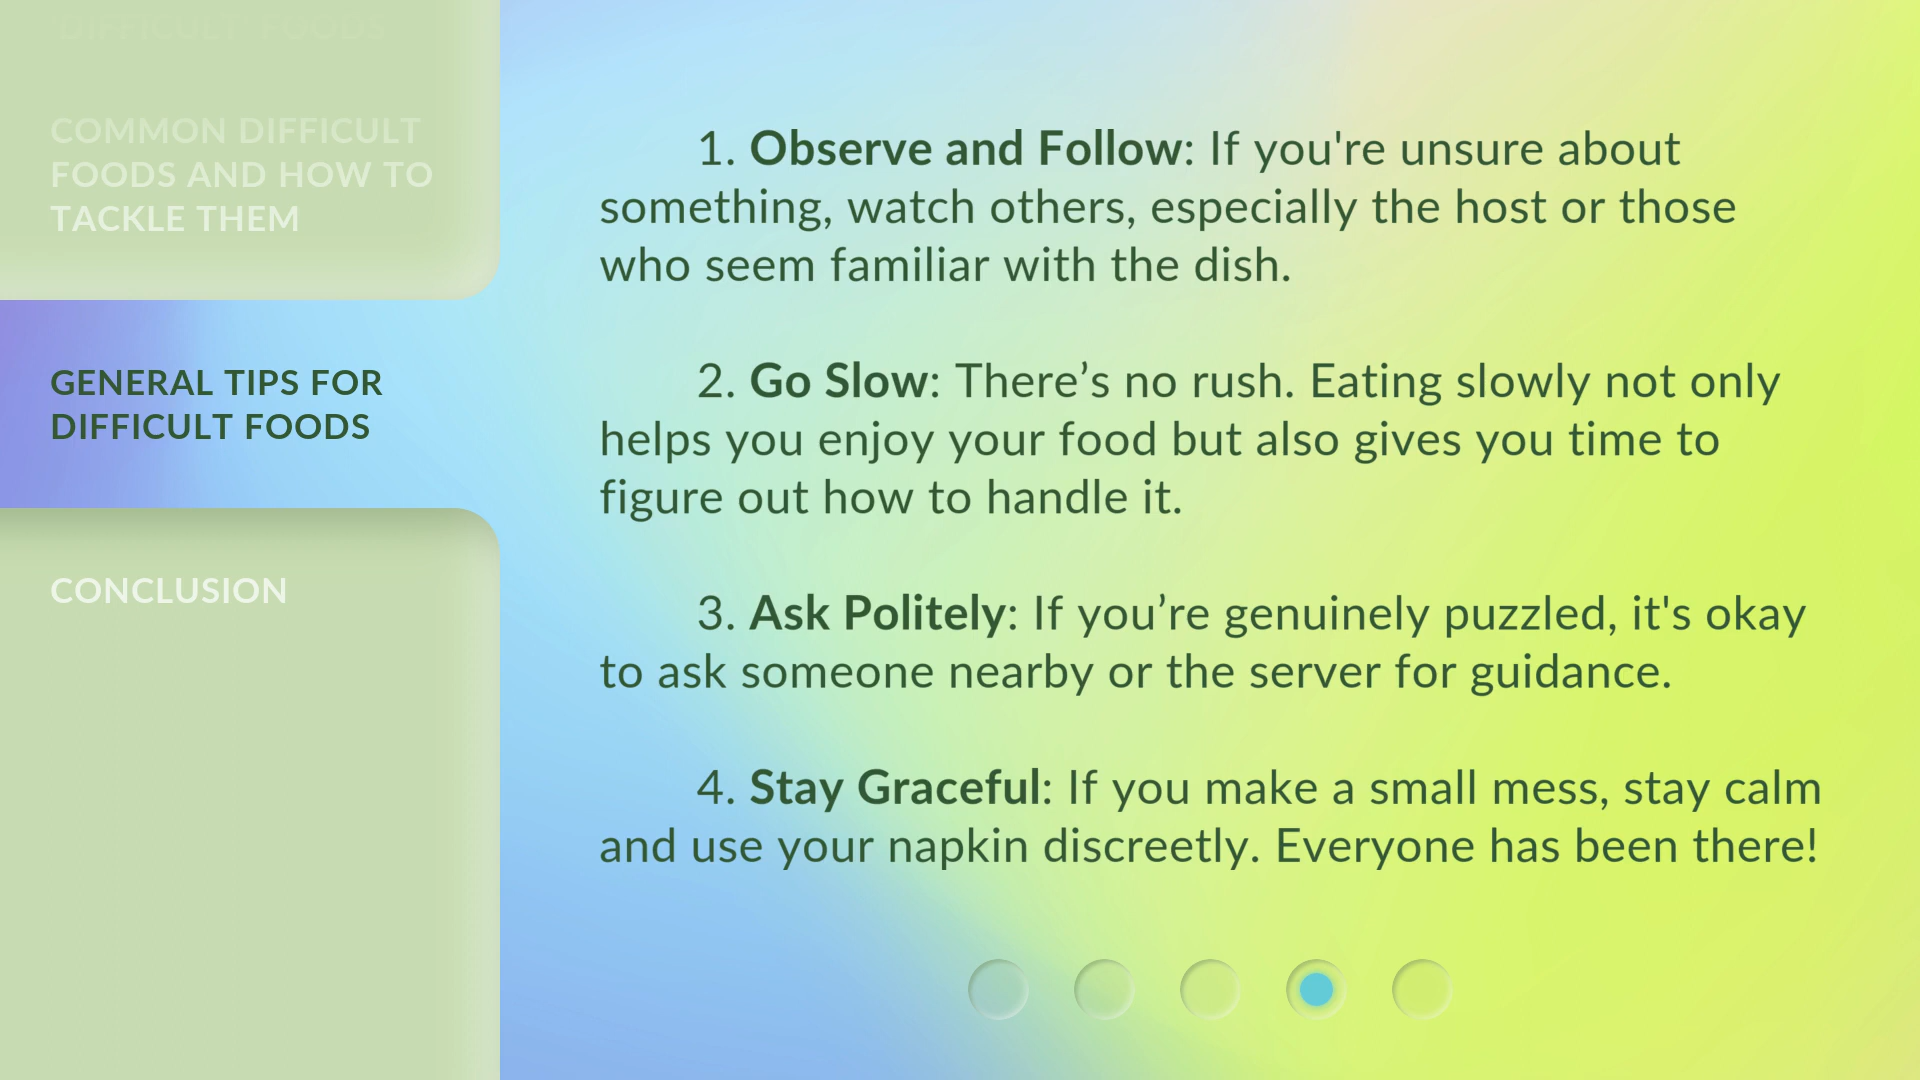 'DIFFICULT' FOODS
COMMON DIFFICULT
FOODS AND HOW TO
TACKLE THEM
GENERAL TIPS FOR
DIFFICULT FOODS
CONCLUSION
1. Observe and Follow: If you're unsure about
something, watch others, especially the host or those
who seem familiar with the dish.
2. Go Slow: There’s no rush. Eating slowly not only
helps you enjoy your food but also gives you time to
figure out how to handle it.
3. Ask Politely: If you’re genuinely puzzled, it's okay
to ask someone nearby or the server for guidance.
4. Stay Graceful: If you make a small mess, stay calm
and use your napkin discreetly. Everyone has been there!